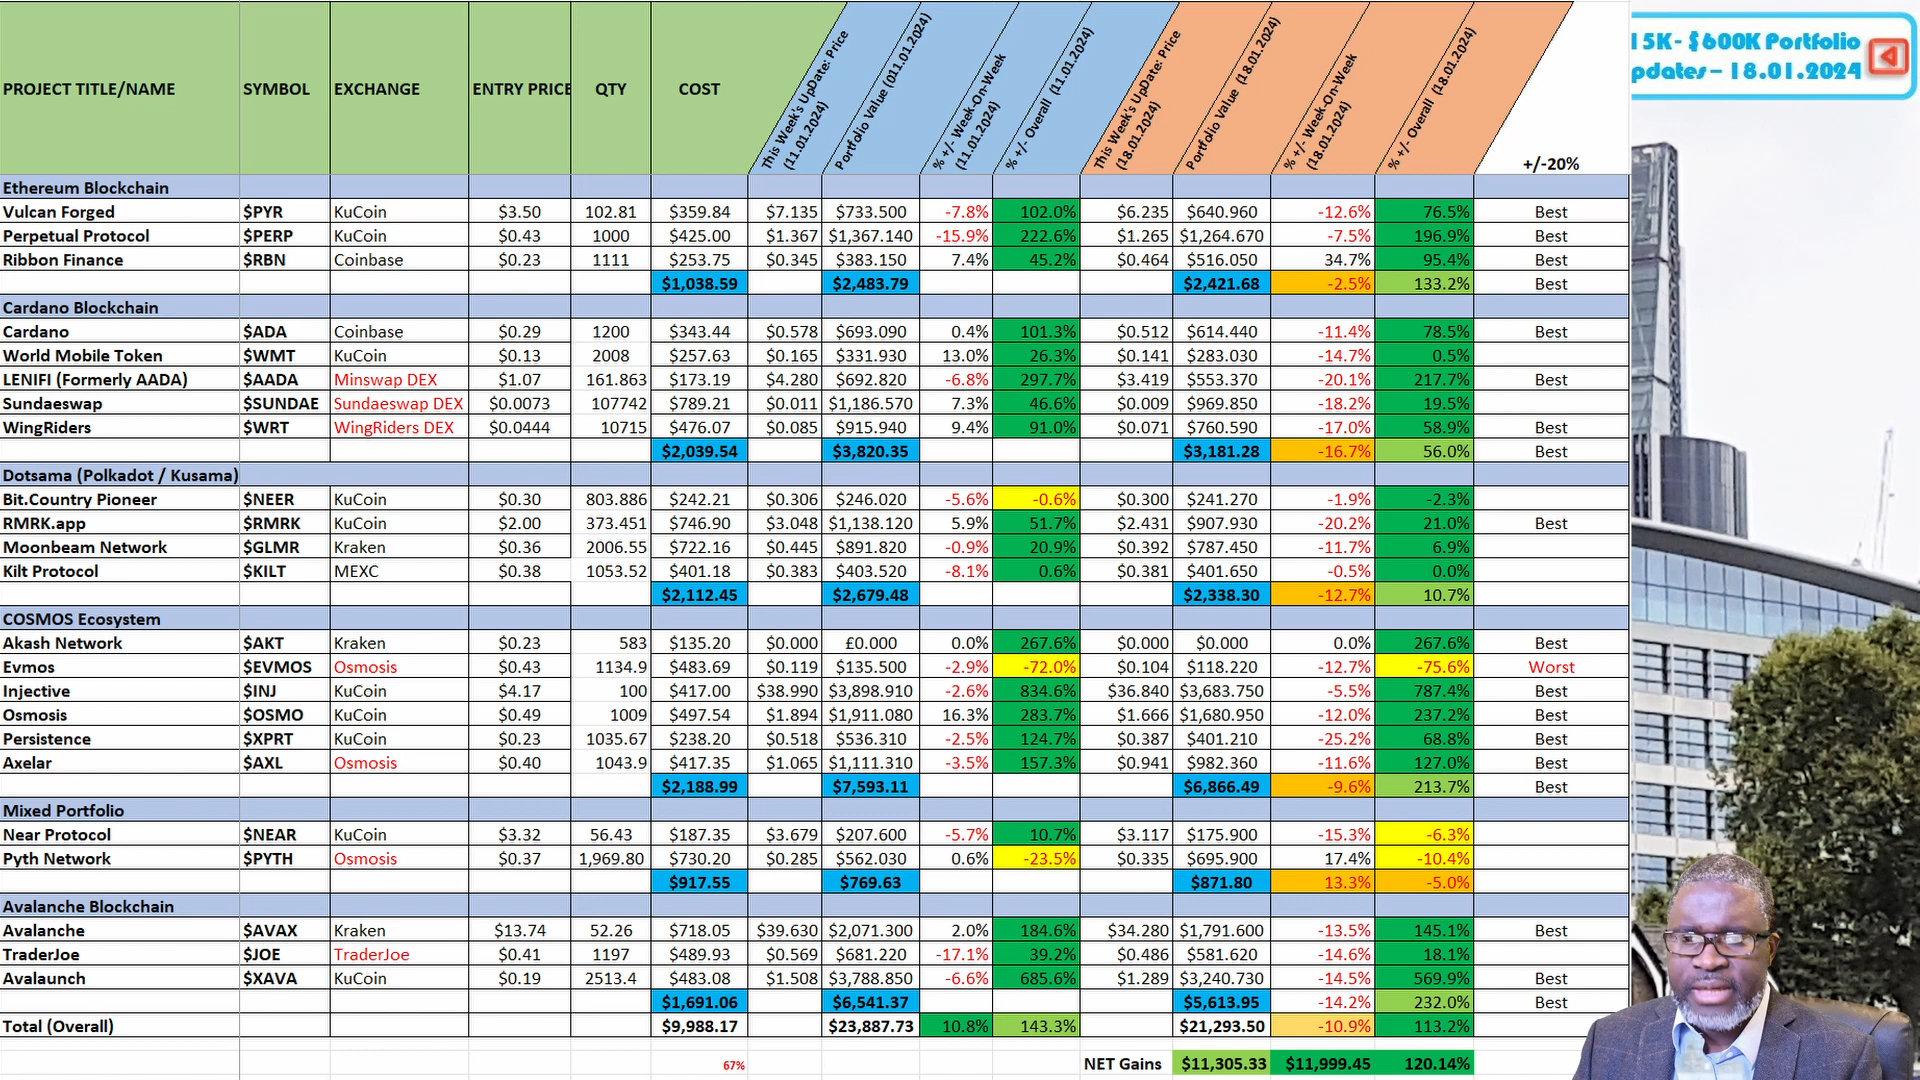 15K - $600K Portfolio
pdates – 18.01.2024
PROJECT TITLE/NAME SYMBOL EXCHANGE ENTRY PRICE QTY COST This Week's UpDate: Price (11.01.2024) Portfolio Value (011.01.2024) % +/- Week-On-Week (11.01.2024) % +/- Overall (11.01.2024) This Week's UpDate: Price (18.01.2024) Portfolio Value (18.01.2024) % +/- Week-On-Week (18.01.2024) % +/- Overall (18.01.2024) +/-20%
Ethereum Blockchain
Vulcan Forged $PYR KuCoin $3.50 102.81 $359.84 $7.135 $733.500 -7.8% 102.0% $6.235 $640.960 -12.6% 76.5% Best
Perpetual Protocol $PERP KuCoin $0.43 1000 $425.00 $1.367 $1,367.140 -15.9% 222.6% $1.265 $1,264.670 -7.5% 196.9% Best
Ribbon Finance $RBN Coinbase $0.23 1111 $253.75 $0.345 $383.150 7.4% 45.2% $0.464 $516.050 34.7% 95.4% Best
$1,038.59 $2,483.79 $2,421.68 -2.5% 133.2% Best
Cardano Blockchain
Cardano $ADA Coinbase $0.29 1200 $343.44 $0.578 $693.090 0.4% 101.3% $0.512 $614.440 -11.4% 78.5% Best
World Mobile Token $WMT KuCoin $0.13 2008 $257.63 $0.165 $331.930 13.0% 26.3% $0.141 $283.030 -14.7% 0.5%
LENIFI (Formerly AADA) $AADA Minswap DEX $1.07 161.863 $173.19 $4.280 $692.820 -6.8% 297.7% $3.419 $553.370 -20.1% 217.7% Best
Sundaeswap $SUNDAE Sundaeswap DEX $0.0073 107742 $789.21 $0.011 $1,186.570 7.3% 46.6% $0.009 $969.850 -18.2% 19.5%
WingRiders $WRT WingRiders DEX $0.0444 10715 $476.07 $0.085 $915.940 9.4% 91.0% $0.071 $760.590 -17.0% 58.9% Best
$2,039.54 $3,820.35 $3,181.28 -16.7% 56.0% Best
Dotsama (Polkadot / Kusama)
Bit.Country Pioneer $NEER KuCoin $0.30 803.886 $242.21 $0.306 $246.020 -5.6% -0.6% $0.300 $241.270 -1.9% -2.3%
RMRK.app $RMRK KuCoin $2.00 373.451 $746.90 $3.048 $1,138.120 5.9% 51.7% $2.431 $907.930 -20.2% 21.0% Best
Moonbeam Network $GLMR Kraken $0.36 2006.55 $722.16 $0.445 $891.820 -0.9% 20.9% $0.392 $787.450 -11.7% 6.9%
Kilt Protocol $KILT MEXC $0.38 1053.52 $401.18 $0.383 $403.520 -8.1% 0.6% $0.381 $401.650 -0.5% 0.0%
$2,112.45 $2,679.48 $2,338.30 -12.7% 10.7%
COSMOS Ecosystem
Akash Network $AKT Kraken $0.23 583 $135.20 $0.000 £0.000 0.0% 267.6% $0.000 $0.000 0.0% 267.6% Best
Evmos $EVMOS Osmosis $0.43 1134.9 $483.69 $0.119 $135.500 -2.9% -72.0% $0.104 $118.220 -12.7% -75.6% Worst
Injective $INJ KuCoin $4.17 100 $417.00 $38.990 $3,898.910 -2.6% 834.6% $36.840 $3,683.750 -5.5% 787.4% Best
Osmosis $OSMO KuCoin $0.49 1009 $497.54 $1.894 $1,911.080 16.3% 283.7% $1.666 $1,680.950 -12.0% 237.2% Best
Persistence $XPRT KuCoin $0.23 1035.67 $238.20 $0.518 $536.310 -2.5% 124.7% $0.387 $401.210 -25.2% 68.8% Best
Axelar $AXL Osmosis $0.40 1043.9 $417.35 $1.065 $1,111.310 -3.5% 157.3% $0.941 $982.360 -11.6% 127.0% Best
$2,188.99 $7,593.11 $6,866.49 -9.6% 213.7% Best
Mixed Portfolio
Near Protocol $NEAR KuCoin $3.32 56.43 $187.35 $3.679 $207.600 -5.7% 10.7% $3.117 $175.900 -15.3% -6.3%
Pyth Network $PYTH Osmosis $0.37 1,969.80 $730.20 $0.285 $562.030 0.6% -23.5% $0.335 $695.900 17.4% -10.4%
$917.55 $769.63 $871.80 13.3% -5.0%
Avalanche Blockchain
Avalanche $AVAX Kraken $13.74 52.26 $718.05 $39.630 $2,071.300 2.0% 184.6% $34.280 $1,791.600 -13.5% 145.1% Best
TraderJoe $JOE TraderJoe $0.41 1197 $489.93 $0.569 $681.220 -17.1% 39.2% $0.486 $581.620 -14.6% 18.1%
Avalaunch $XAVA KuCoin $0.19 2513.4 $483.08 $1.508 $3,788.850 -6.6% 685.6% $1.289 $3,240.730 -14.5% 569.9% Best
$1,691.06 $6,541.37 $5,613.95 -14.2% 232.0% Best
Total (Overall) $9,988.17 $23,887.73 10.8% 143.3% $21,293.50 -10.9% 113.2%
67% NET Gains $11,305.33 $11,999.45 120.14%